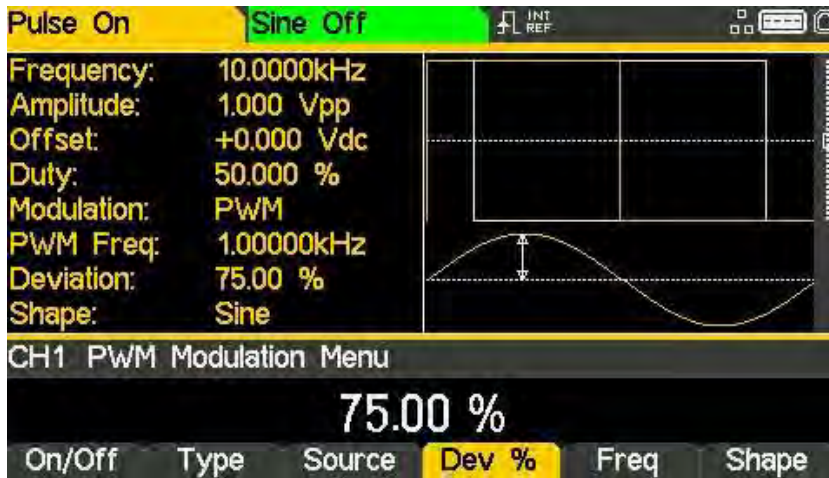 Pulse On Sine Off INT REF
Frequency: 10.0000kHz
Amplitude: 1.000 Vpp
Offset: +0.000 Vdc
Duty: 50.000 %
Modulation: PWM
PWM Freq: 1.00000kHz
Deviation: 75.00 %
Shape: Sine
CH1 PWM Modulation Menu
75.00 %
On/Off Type Source Dev % Freq Shape